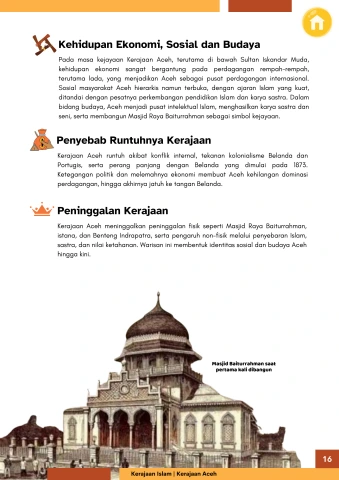 Kehidupan Ekonomi, Sosial dan Budaya
Pada masa kejayaan Kerajaan Aceh, terutama di bawah Sultan Iskandar Muda,
kehidupan ekonomi sangat bergantung pada perdagangan rempah-rempah,
terutama lada, yang menjadikan Aceh sebagai pusat perdagangan internasional.
Sosial masyarakat Aceh hierarkis namun terbuka, dengan ajaran Islam yang kuat,
ditandai dengan pesatnya perkembangan pendidikan Islam dan karya sastra. Dalam
bidang budaya, Aceh menjadi pusat intelektual Islam, menghasilkan karya sastra dan
seni, serta membangun Masjid Raya Baiturrahman sebagai simbol kejayaan.
Penyebab Runtuhnya Kerajaan
Kerajaan Aceh runtuh akibat konflik internal, tekanan kolonialisme Belanda dan
Portugis, serta perang panjang dengan Belanda yang dimulai pada 1873.
Ketegangan politik dan melemahnya ekonomi membuat Aceh kehilangan dominasi
perdagangan, hingga akhirnya jatuh ke tangan Belanda.
Peninggalan Kerajaan
Kerajaan Aceh meninggalkan peninggalan fisik seperti Masjid Raya Baiturrahman,
istana, dan Benteng Indrapatra, serta pengaruh non-fisik melalui penyebaran Islam,
sastra, dan nilai ketahanan. Warisan ini membentuk identitas sosial dan budaya Aceh
hingga kini.
Masjid Baiturrahman saat
pertama kali dibangun
16
Kerajaan Islam | Kerajaan Aceh